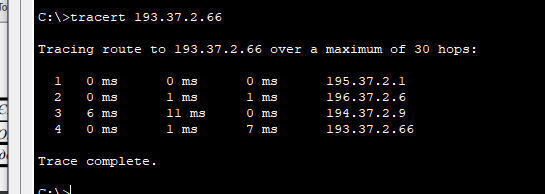 To
C:\>tracert 193.37.2.66
Tracing route to 193.37.2.66 over a maximum of 30 hops:
1 0 ms 0 ms 0 ms 195.37.2.1
2 0 ms 1 ms 1 ms 196.37.2.6
3 6 ms 11 ms 0 ms 194.37.2.9
4 0 ms 1 ms 7 ms 193.37.2.66
Trace complete.
C:\>